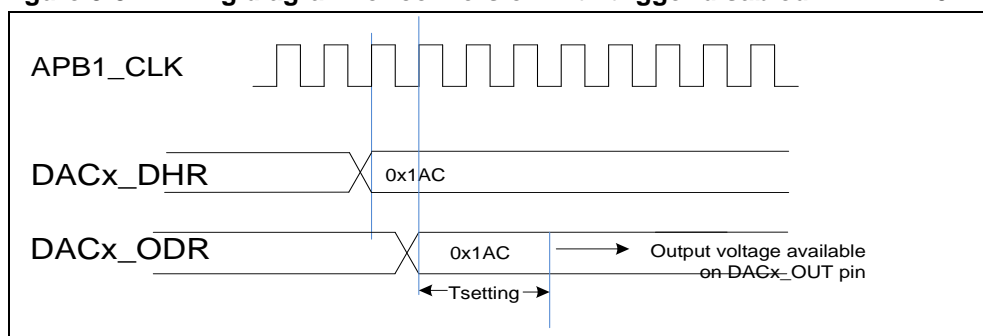 APB1_CLK
DACx_DHR
0x1AC
DACx_ODR
0x1AC
Output voltage available
on DACx_OUT pin
Tsetting